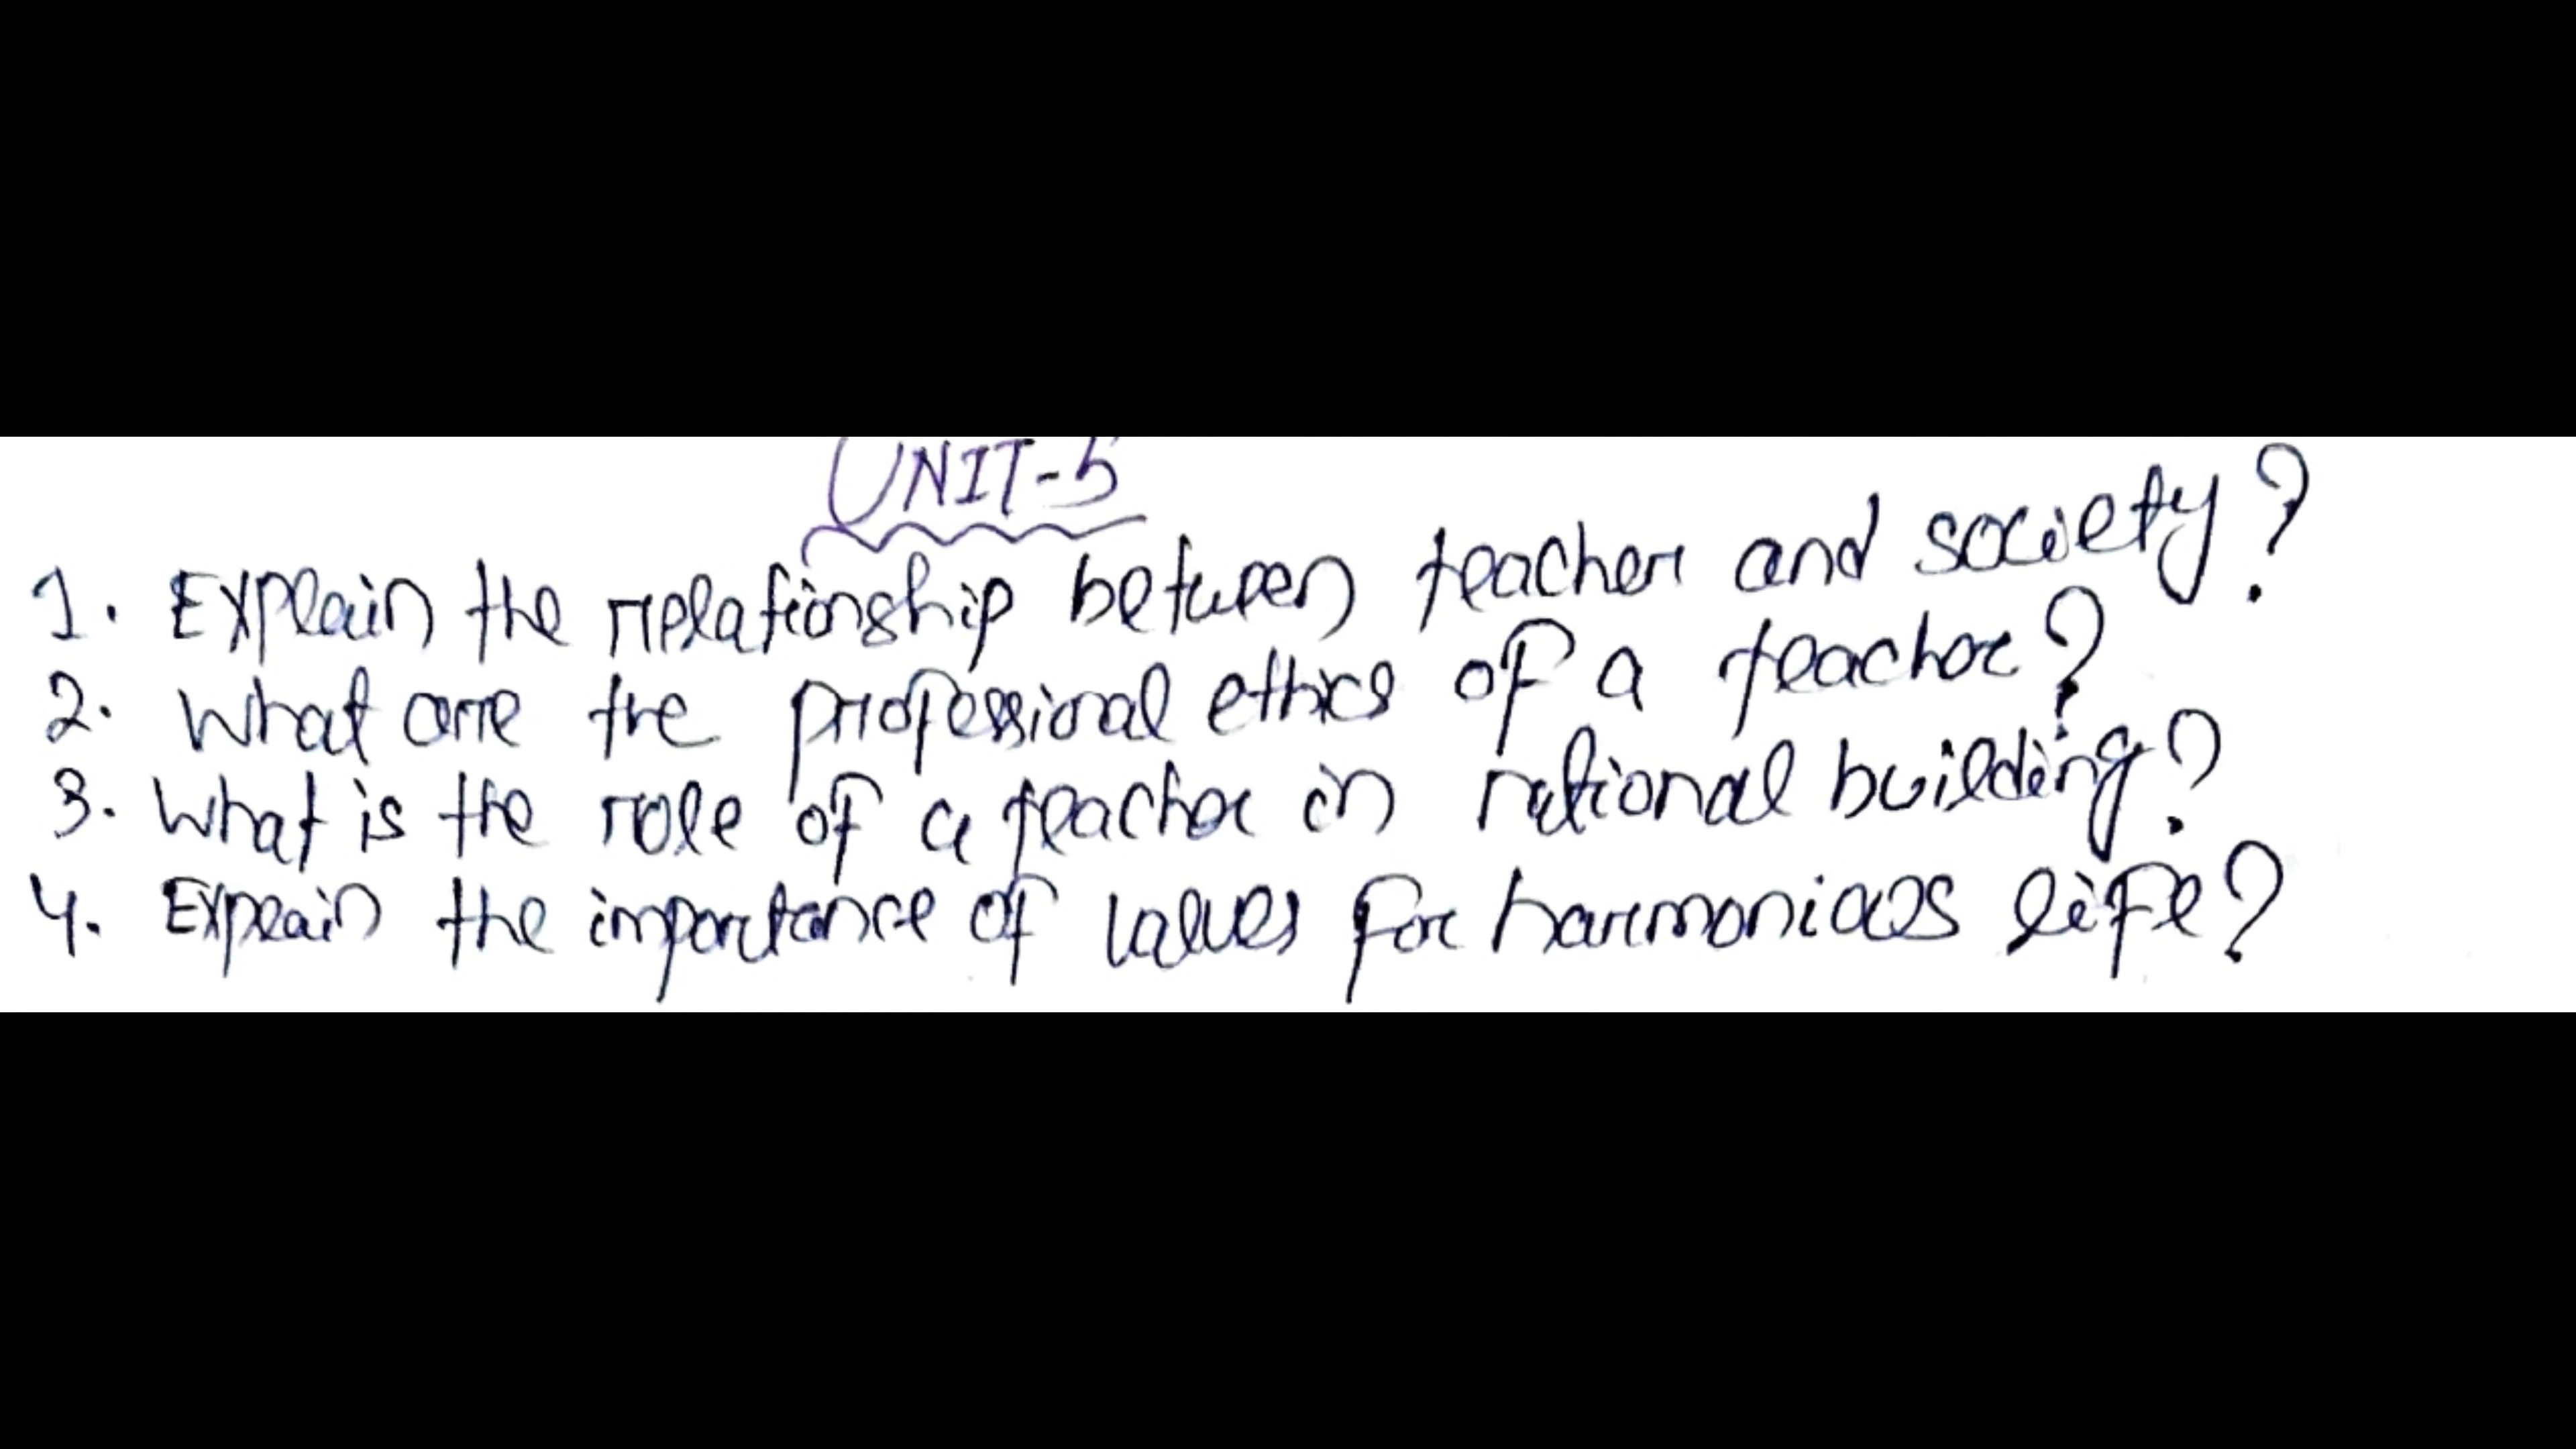 UNIT-5
1. Explain the relationship between teacher and society?
2. What are the professional ethics of a teacher?
3. What is the role of a teacher in national building?
4. Explain the importance of values for harmonious life?